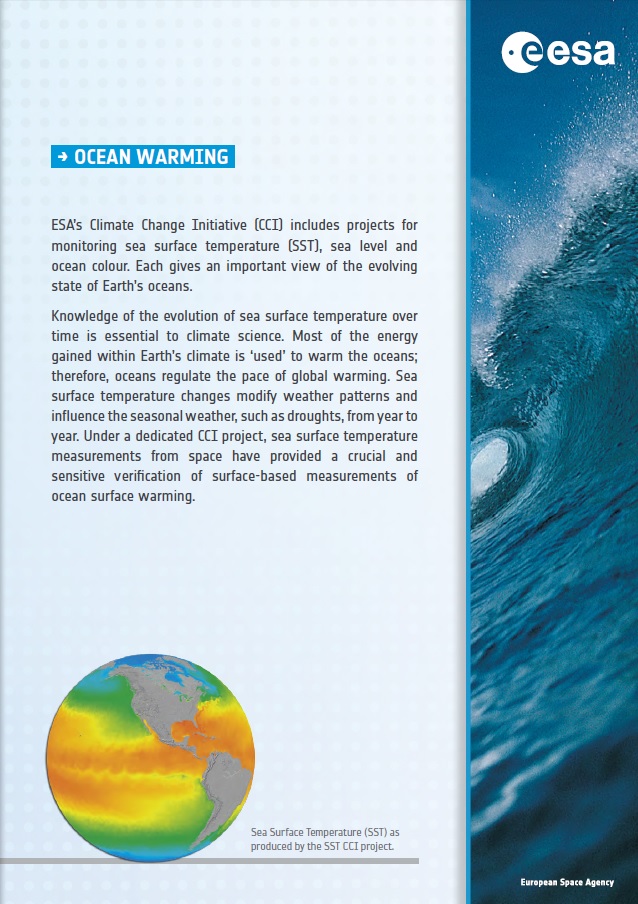 esa
→ OCEAN WARMING
ESA's Climate Change Initiative (CCI) includes projects for
monitoring sea surface temperature (SST), sea level and
ocean colour. Each gives an important view of the evolving
state of Earth's oceans.
Knowledge of the evolution of sea surface temperature over
time is essential to climate science. Most of the energy
gained within Earth's climate is ‘used’ to warm the oceans;
therefore, oceans regulate the pace of global warming. Sea
surface temperature changes modify weather patterns and
influence the seasonal weather, such as droughts, from year to
year. Under a dedicated CCI project, sea surface temperature
measurements from space have provided a crucial and
sensitive verification of surface-based measurements of
ocean surface warming.
Sea Surface Temperature (SST) as
produced by the SST CCI project.
European Space Agency